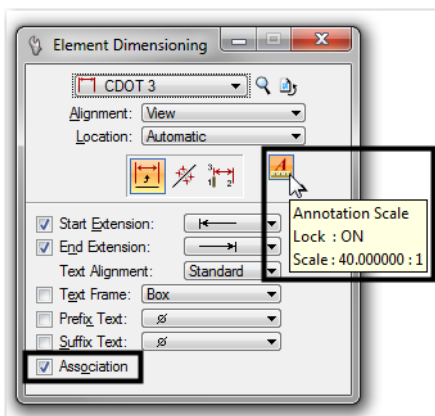 Element Dimensioning
CDOT 3
Alignment: View
Location: Automatic
A
Annotation Scale
Lock : ON
Scale : 40.000000 : 1
Start Extension:
End Extension:
Text Alignment: Standard
Text Frame: Box
Prefix Text: ø
Suffix Text: ø
Association